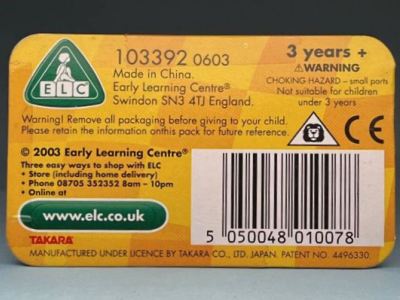 103392 0603
3 years +
ELC
Made in China.
Early Learning Centre®
Swindon SN3 4TJ England.
WARNING
CHOKING HAZARD – small parts
Not suitable for children
under 3 years
Warning! Remove all packaging before giving to your child.
Please retain the information onthis pack for future reference.
CE
© 2003 Early Learning Centre®
Three easy ways to shop with ELC
• Store (including home delivery)
• Phone 08705 352352 8am – 10pm
• Online at
www.elc.co.uk
5 050048 010078
TAKARA
MANUFACTURED UNDER LICENCE BY TAKARA CO., LTD. JAPAN. PATENT NO. 4496330.